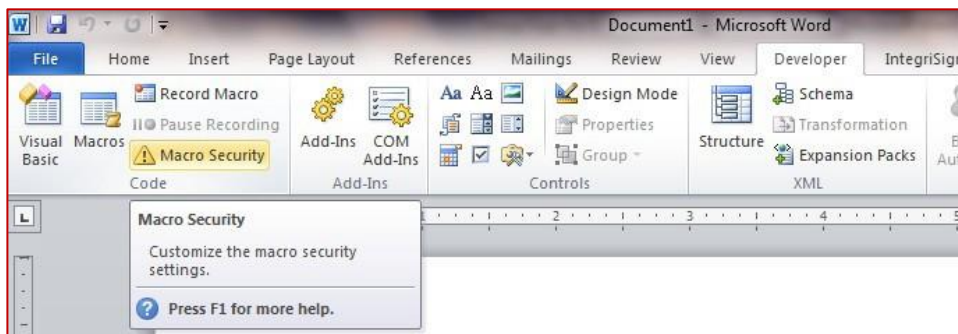 W
Document1 - Microsoft Word
File Home Insert Page Layout References Mailings Review View Developer IntegriSign
Record Macro
Pause Recording
Macro Security
Visual Basic
Macros
Code
Add-Ins
COM Add-Ins
Add-Ins
Aa Aa
Design Mode
Properties
Group
Controls
Structure
Schema
Transformation
Expansion Packs
XML
L
1 2 3 4 5
Macro Security
Customize the macro security
settings.
Press F1 for more help.